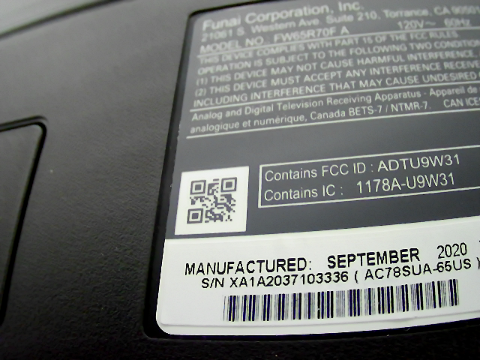 Funai Corporation, Inc.
21061 S. Western Ave. Suite 210, Torrance, CA 90501
MODEL NO. FW65R70F A 120V~ 60Hz
THIS DEVICE COMPLIES WITH PART 15 OF THE FCC RULES.
OPERATION IS SUBJECT TO THE FOLLOWING TWO CONDITION
(1) THIS DEVICE MAY NOT CAUSE HARMFUL INTERFERENCE.
(2) THIS DEVICE MUST ACCEPT ANY INTERFERENCE RECEIV
INCLUDING INTERFERENCE THAT MAY CAUSE UNDESIRED O
Analog and Digital Television Receiving Apparatus - Appareil de
analogique et numérique, Canada BETS-7 / NTMR-7. CAN ICES
Contains FCC ID : ADTU9W31
Contains IC : 1178A-U9W31
MANUFACTURED: SEPTEMBER 2020
S/N XA1A2037103336 ( AC78SUA-65US )